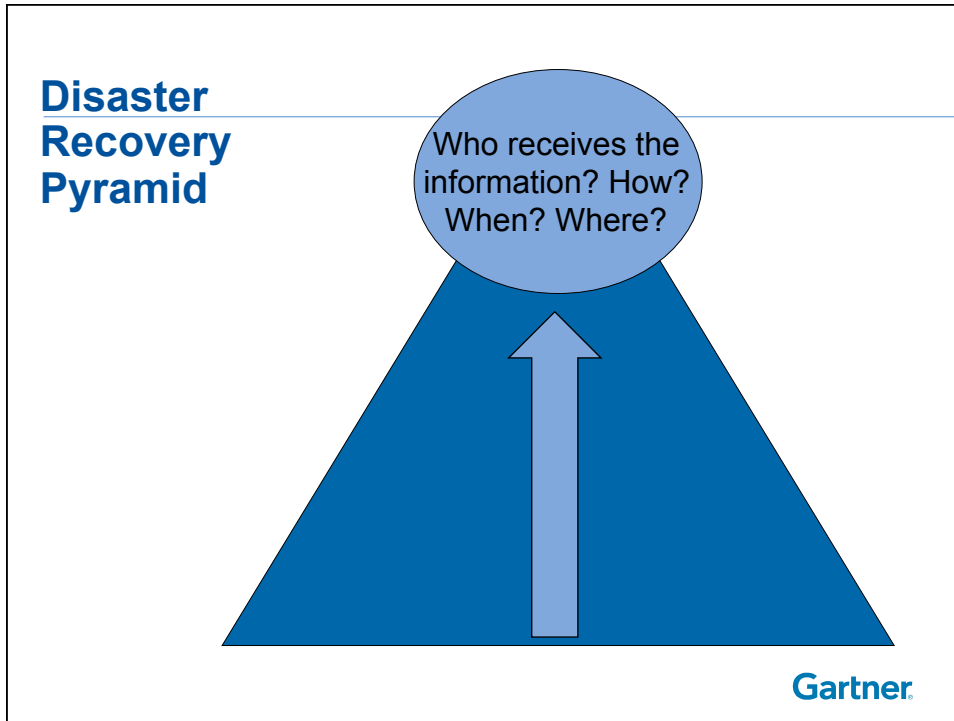 Disaster
Recovery
Pyramid
Who receives the
information? How?
When? Where?
Gartner